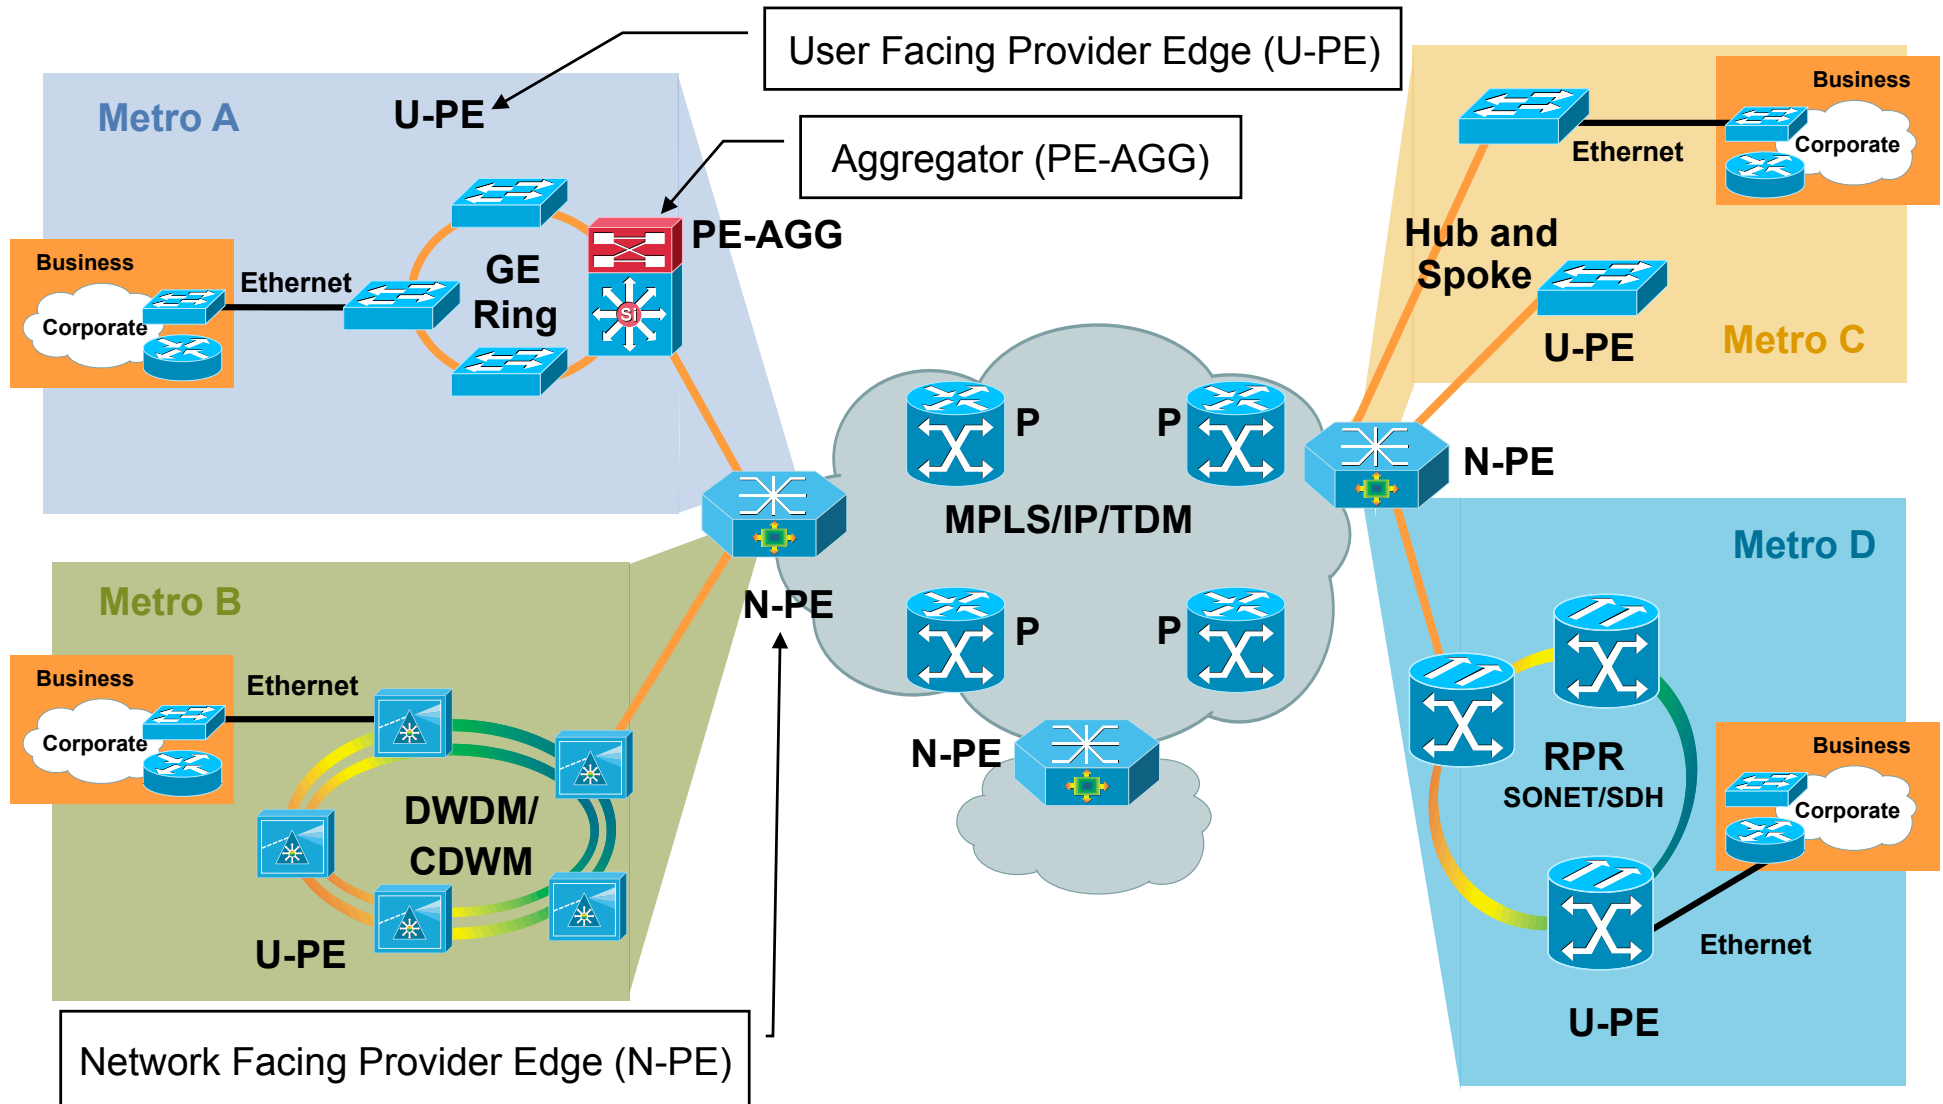 User Facing Provider Edge (U-PE)
Aggregator (PE-AGG)
Metro A
U-PE
PE-AGG
GE
Ring
Business
Corporate
Ethernet
Si
Metro B
Business
Corporate
Ethernet
DWDM/
CDWM
U-PE
N-PE
Network Facing Provider Edge (N-PE)
P
P
MPLS/IP/TDM
P
P
N-PE
Business
Corporate
Ethernet
Hub and
Spoke
U-PE
Metro C
N-PE
Metro D
RPR
SONET/SDH
Business
Corporate
Ethernet
U-PE